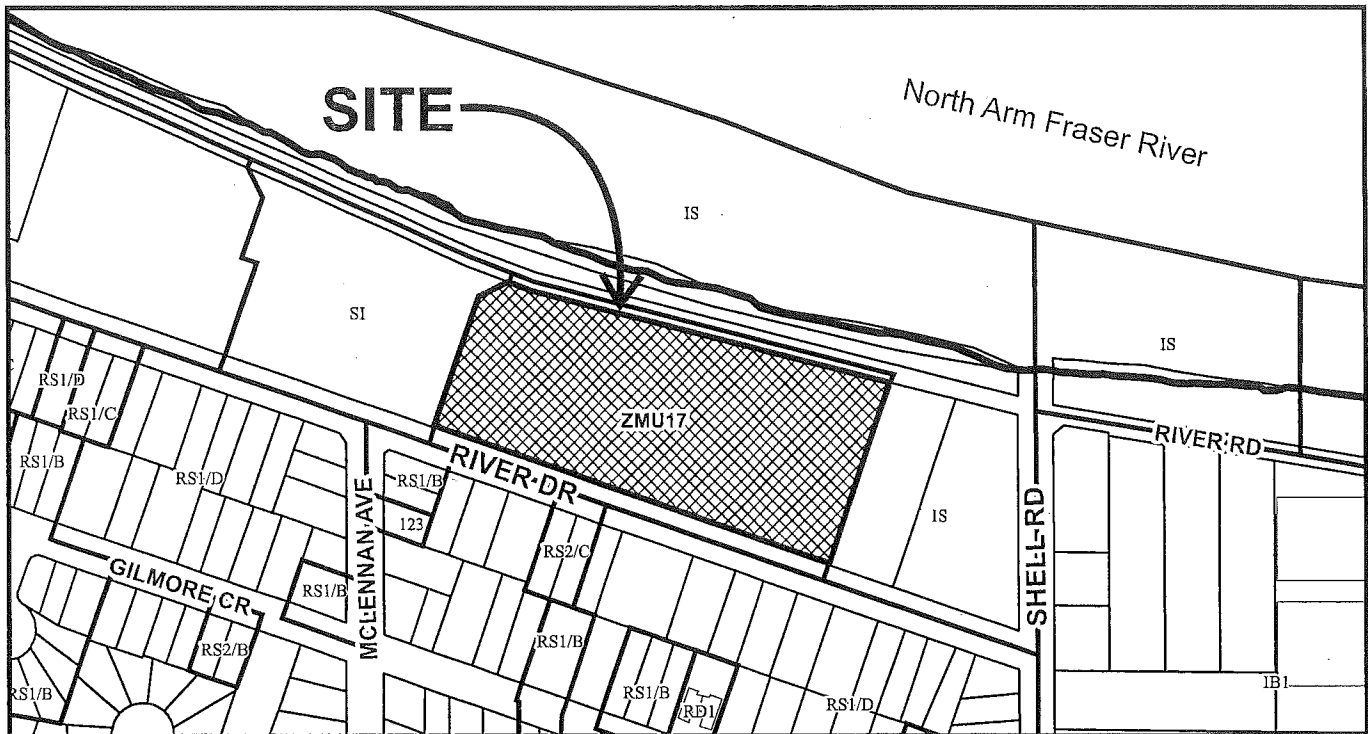 SITE
North Arm Fraser River
IS
SI
IS
RS1/D
RS1/C
ZMU17
RIVER RD
RIVER DR
RS1/B
RS1/D
RS1/B
123
MCLENNAN AVE
RS2/C
IS
SHELL RD
GILMORE CR
RS1/B
RS2/B
RS1/B
RS1/B
RS1/B
RD1
RS1/D
IB1